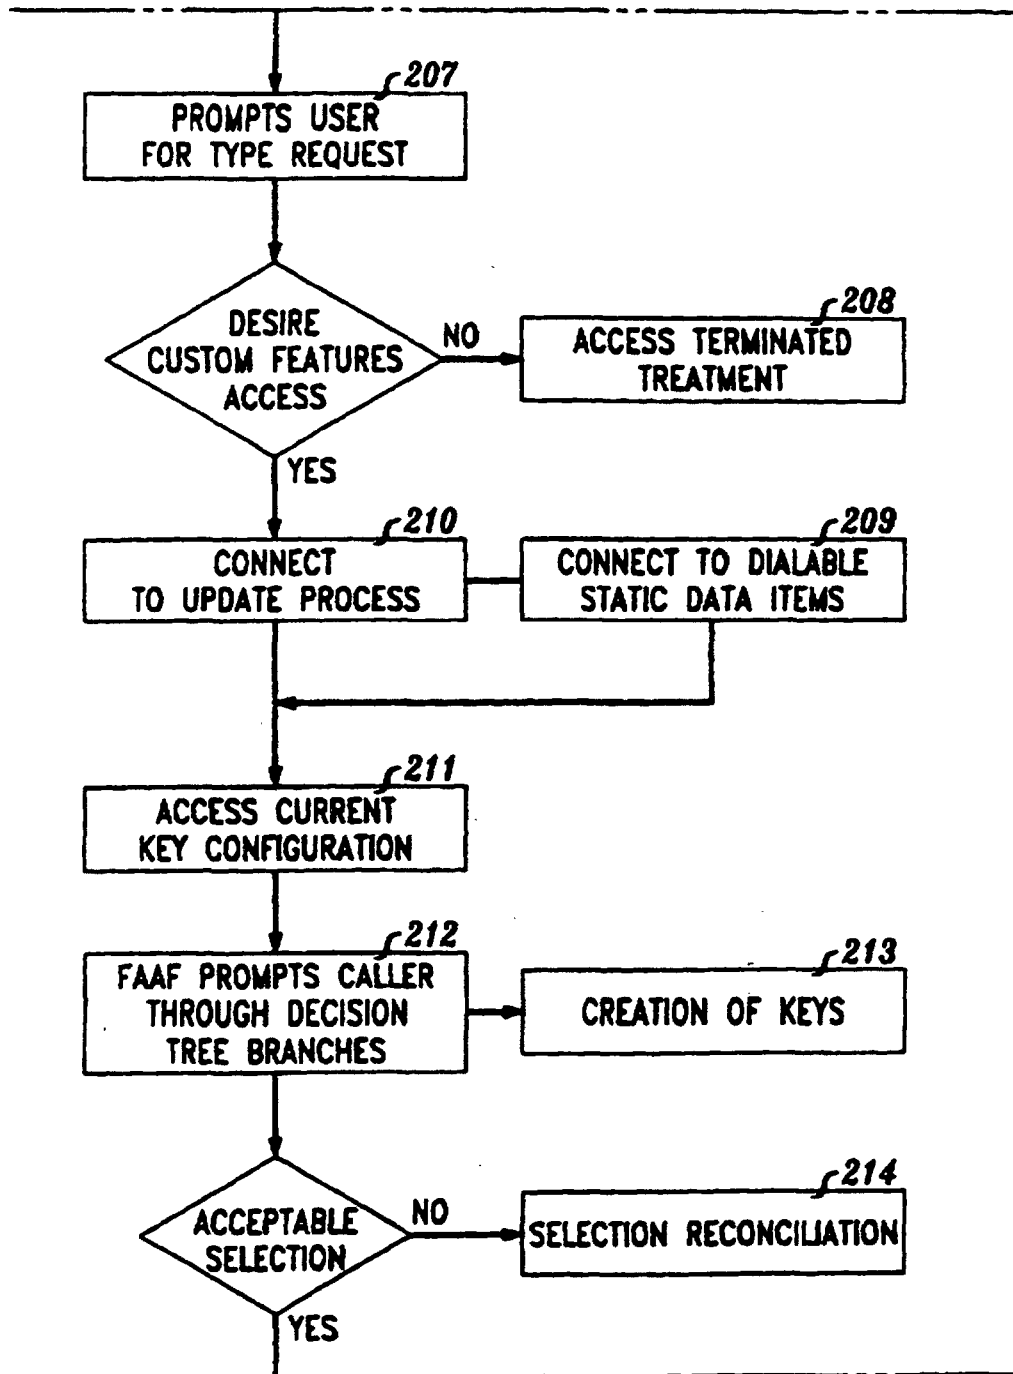 207
PROMPTS USER
FOR TYPE REQUEST
DESIRE
CUSTOM FEATURES
ACCESS
NO
208
ACCESS TERMINATED
TREATMENT
YES
210
CONNECT
TO UPDATE PROCESS
209
CONNECT TO DIALABLE
STATIC DATA ITEMS
211
ACCESS CURRENT
KEY CONFIGURATION
212
FAAF PROMPTS CALLER
THROUGH DECISION
TREE BRANCHES
213
CREATION OF KEYS
ACCEPTABLE
SELECTION
NO
214
SELECTION RECONCILIATION
YES